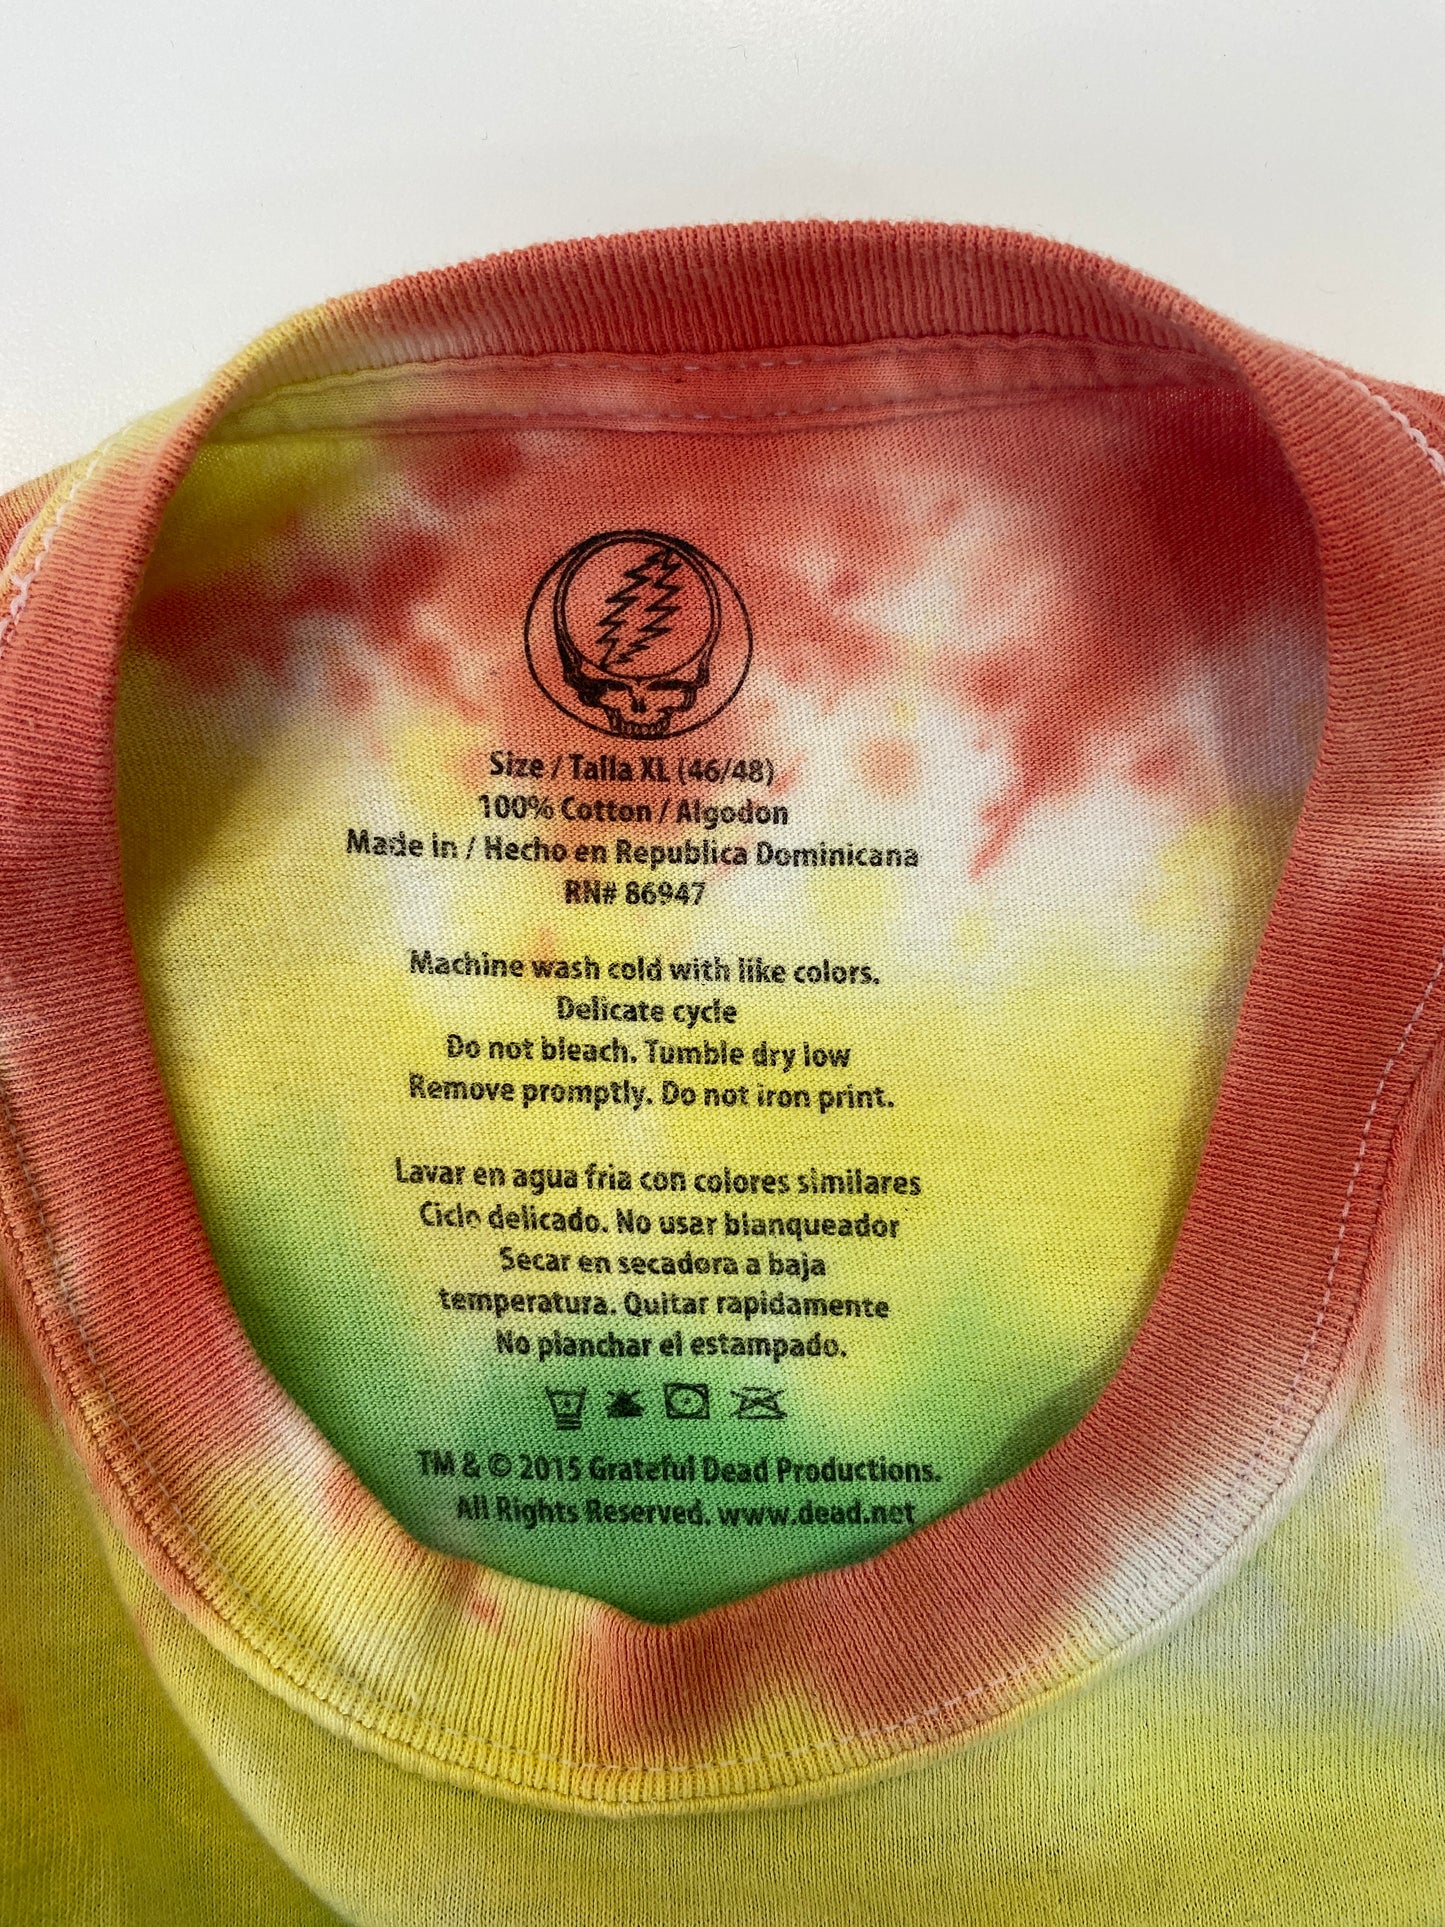 Size / Talla XL (46/48)
100% Cotton / Algodon
Made in / Hecho en Republica Dominicana
RN# 86947
Machine wash cold with like colors.
Delicate cycle
Do not bleach. Tumble dry low
Remove promptly. Do not iron print.
Lavar en agua fria con colores similares
Ciclo delicado. No usar blanqueador
Secar en secadora a baja
temperatura. Quitar rapidamente
No planchar el estampado.
TM & © 2015 Grateful Dead Productions.
All Rights Reserved. www.dead.net